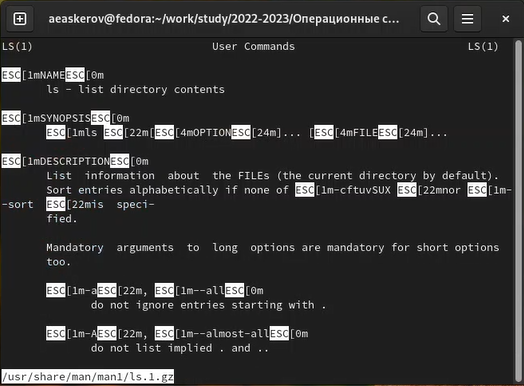 aeaskerov@fedora:~/work/study/2022-2023/Операционные с...
LS(1) User Commands LS(1)
ESC[1mNAMEESC[0m
ls - list directory contents
ESC[1mSYNOPSISESC[0m
ESC[1mls ESC[22m[ESC[4mOPTIONESC[24m]... [ESC[4mFILEESC[24m]...
ESC[1mDESCRIPTIONESC[0m
List information about the FILEs (the current directory by default).
Sort entries alphabetically if none of ESC[1m-cftuvSUX ESC[22mnor ESC[1m-
-sort ESC[22mis speci-
fied.
Mandatory arguments to long options are mandatory for short options
too.
ESC[1m-aESC[22m, ESC[1m--allESC[0m
do not ignore entries starting with .
ESC[1m-AESC[22m, ESC[1m--almost-allESC[0m
do not list implied . and ..
/usr/share/man/man1/ls.1.gz